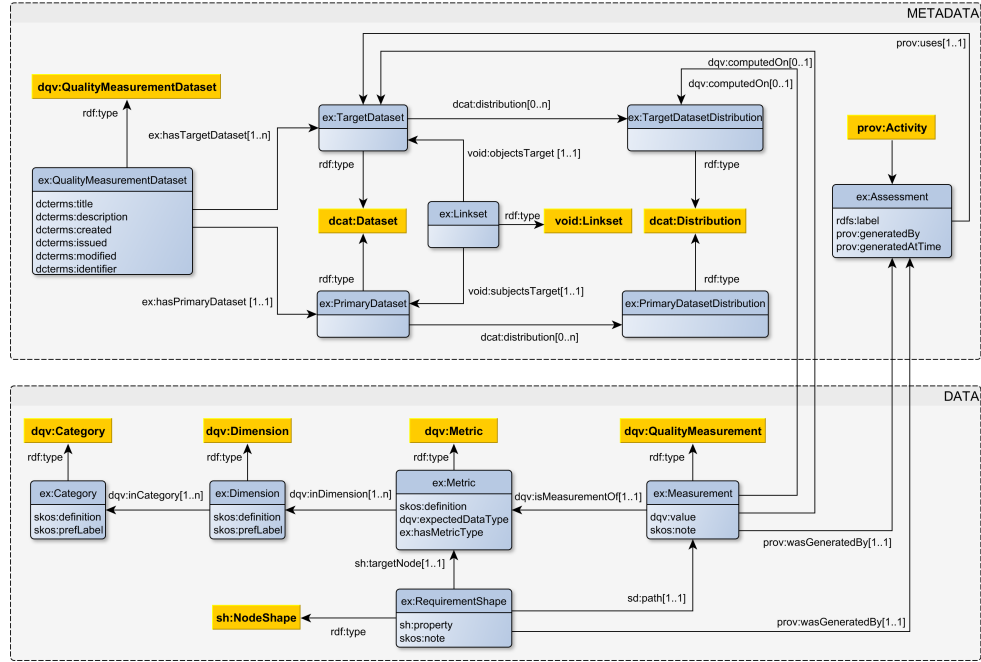 METADATA
prov:uses[1..1]
dqv:computedOn[0..1]
dqv:computedOn[0..1]
dqv:QualityMeasurementDataset
rdf:type
ex:hasTargetDataset[1..n]
ex:TargetDataset
dcat:distribution[0..n]
ex:TargetDatasetDistribution
prov:Activity
rdf:type
void:objectsTarget [1..1]
rdf:type
ex:QualityMeasurementDataset
dcterms:title
dcterms:description
dcterms:created
dcterms:issued
dcterms:modified
dcterms:identifier
dcat:Dataset
ex:Linkset
rdf:type
void:Linkset
dcat:Distribution
ex:Assessment
rdfs:label
prov:generatedBy
prov:generatedAtTime
rdf:type
rdf:type
void:subjectsTarget[1..1]
ex:hasPrimaryDataset [1..1]
ex:PrimaryDataset
ex:PrimaryDatasetDistribution
dcat:distribution[0..n]
DATA
dqv:Category
dqv:Dimension
dqv:Metric
dqv:QualityMeasurement
rdf:type
rdf:type
rdf:type
rdf:type
ex:Category
skos:definition
skos:prefLabel
dqv:inCategory[1..n]
ex:Dimension
skos:definition
skos:prefLabel
dqv:inDimension[1..n]
ex:Metric
skos:definition
dqv:expectedDataType
ex:hasMetricType
dqv:isMeasurementOf[1..1]
ex:Measurement
dqv:value
skos:note
prov:wasGeneratedBy[1..1]
sh:targetNode[1..1]
sd:path[1..1]
sh:NodeShape
rdf:type
ex:RequirementShape
sh:property
skos:note
prov:wasGeneratedBy[1..1]